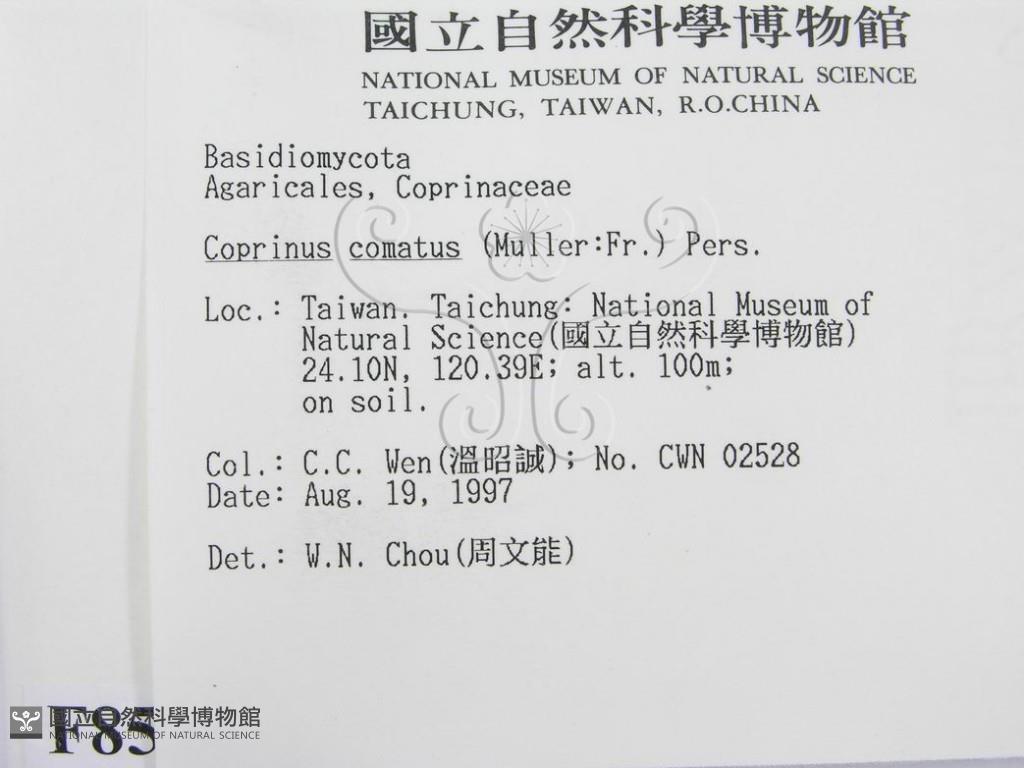 國立自然科學博物館
NATIONAL MUSEUM OF NATURAL SCIENCE
TAICHUNG, TAIWAN, R.O.CHINA
Basidiomycota
Agaricales, Coprinaceae
Coprinus comatus (Muller:Fr.) Pers.
Loc.: Taiwan. Taichung: National Museum of
Natural Science(國立自然科學博物館)
24.10N, 120.39E; alt. 100m;
on soil.
Col.: C.C. Wen(溫昭誠); No. CWN 02528
Date: Aug. 19, 1997
Det.: W.N. Chou(周文能)
國立自然科學博物館
NATIONAL MUSEUM OF NATURAL SCIENCE
F85